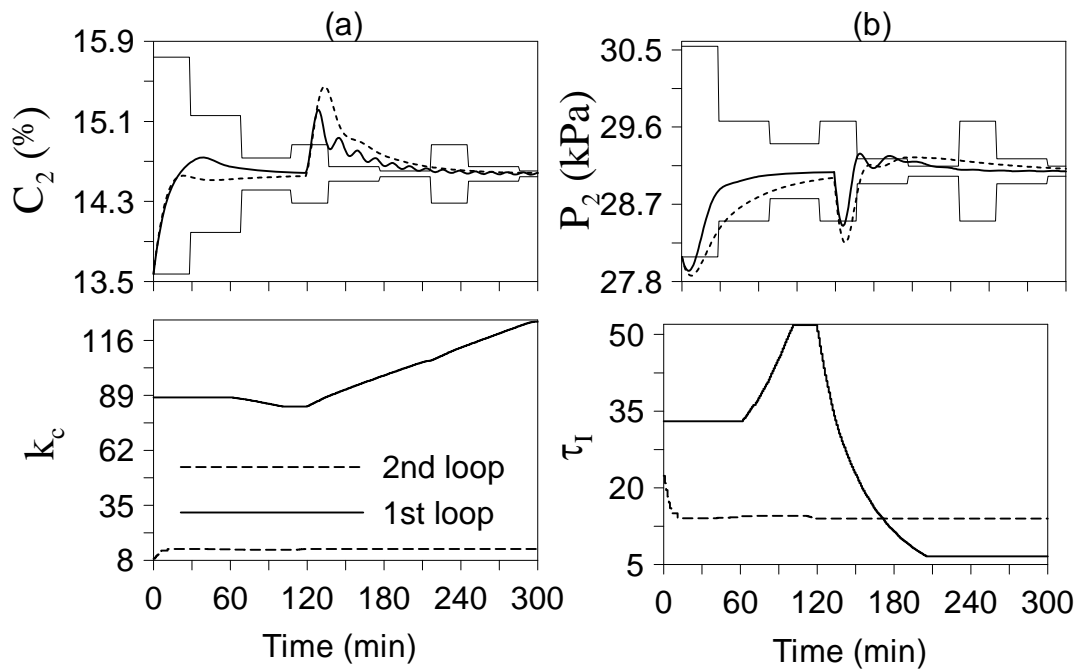 (a)
15.9
15.1
14.3
13.5
C2 (%)
(b)
30.5
29.6
28.7
27.8
P2 (kPa)
116
89
62
35
8
kc
2nd loop
1st loop
0 60 120 180 240 300
Time (min)
50
35
20
5
τI
0 60 120 180 240 300
Time (min)